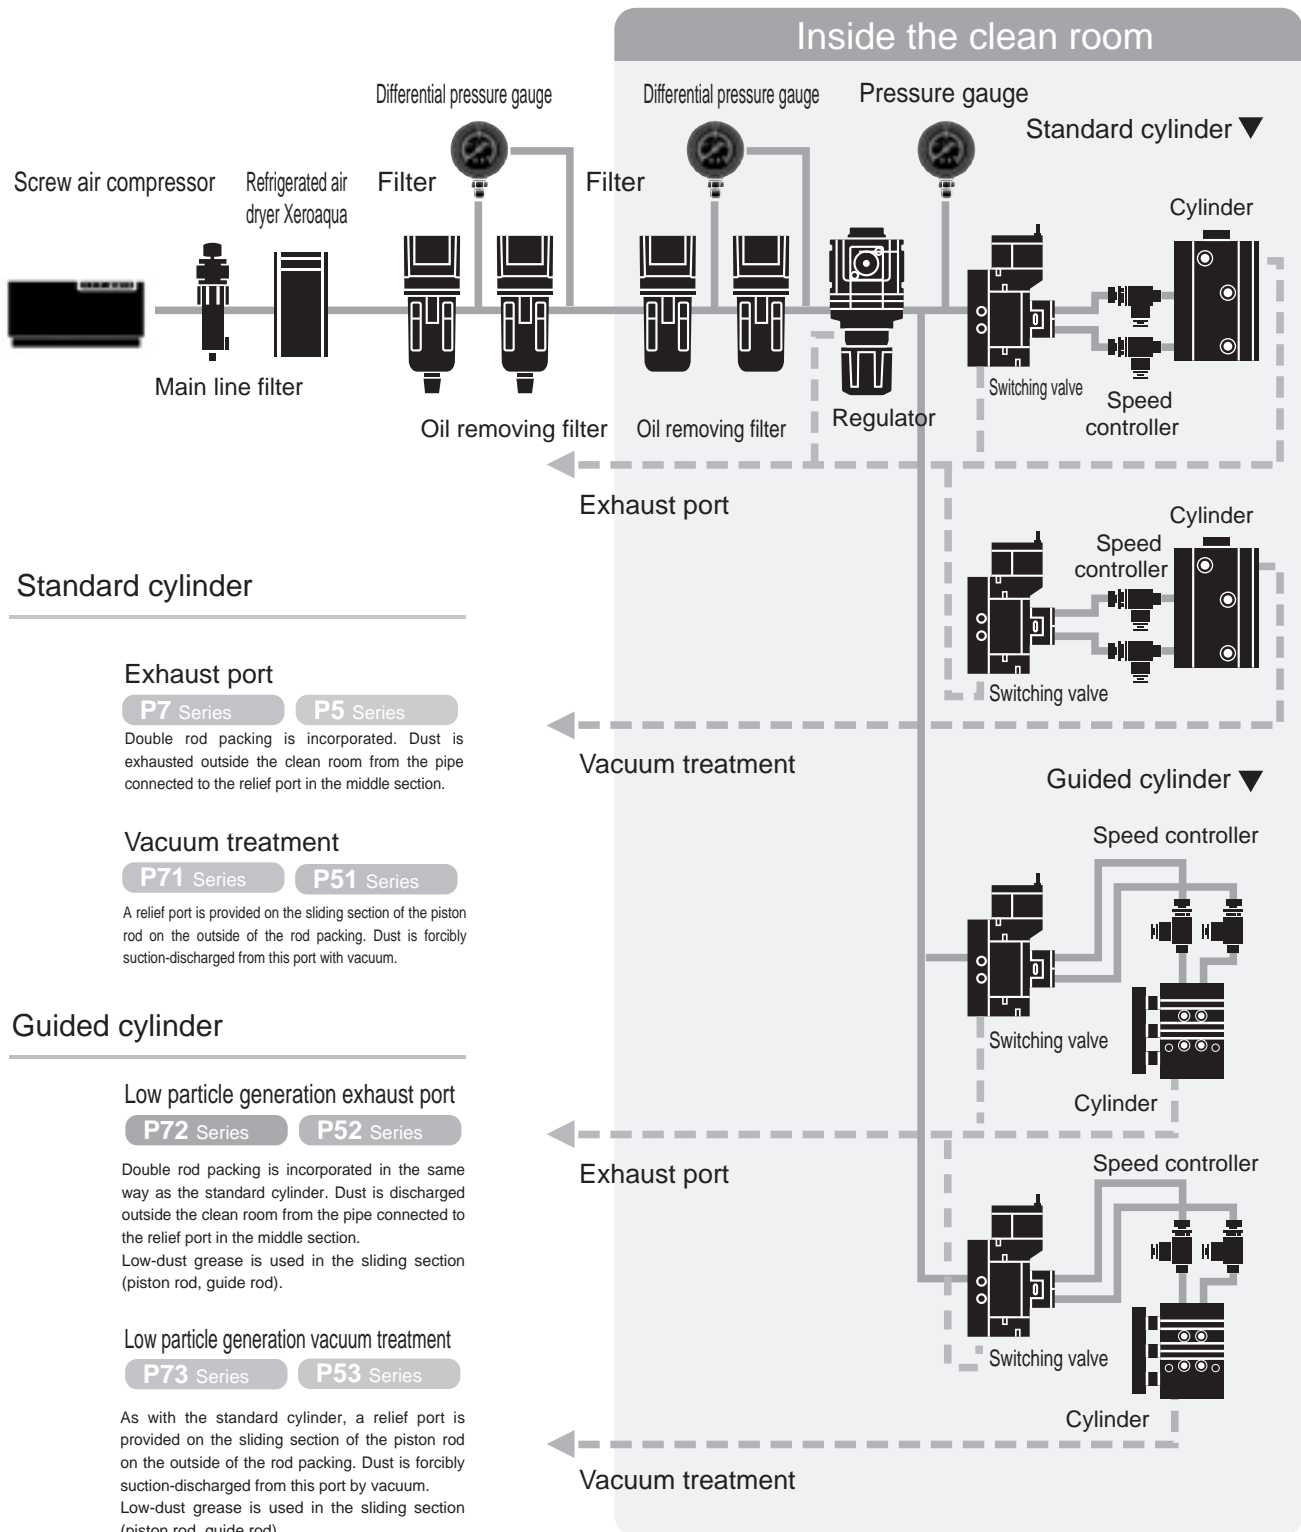 Inside the clean room
Differential pressure gauge
Differential pressure gauge
Pressure gauge
Standard cylinder ▼
Screw air compressor
Refrigerated air
dryer Xeroaqua
Filter
Filter
Cylinder
Main line filter
Switching valve
Speed
controller
Oil removing filter
Oil removing filter
Regulator
Exhaust port
Cylinder
Speed
controller
Switching valve
Vacuum treatment
Standard cylinder
Exhaust port
P7 Series
P5 Series
Double rod packing is incorporated. Dust is
exhausted outside the clean room from the pipe
connected to the relief port in the middle section.
Vacuum treatment
P71 Series
P51 Series
A relief port is provided on the sliding section of the piston
rod on the outside of the rod packing. Dust is forcibly
suction-discharged from this port with vacuum.
Guided cylinder ▼
Speed controller
Switching valve
Cylinder
Exhaust port
Speed controller
Switching valve
Cylinder
Vacuum treatment
Guided cylinder
Low particle generation exhaust port
P72 Series
P52 Series
Double rod packing is incorporated in the same
way as the standard cylinder. Dust is discharged
outside the clean room from the pipe connected to
the relief port in the middle section.
Low-dust grease is used in the sliding section
(piston rod, guide rod).
Low particle generation vacuum treatment
P73 Series
P53 Series
As with the standard cylinder, a relief port is
provided on the sliding section of the piston rod
on the outside of the rod packing. Dust is forcibly
suction-discharged from this port by vacuum.
Low-dust grease is used in the sliding section
(piston rod, guide rod)